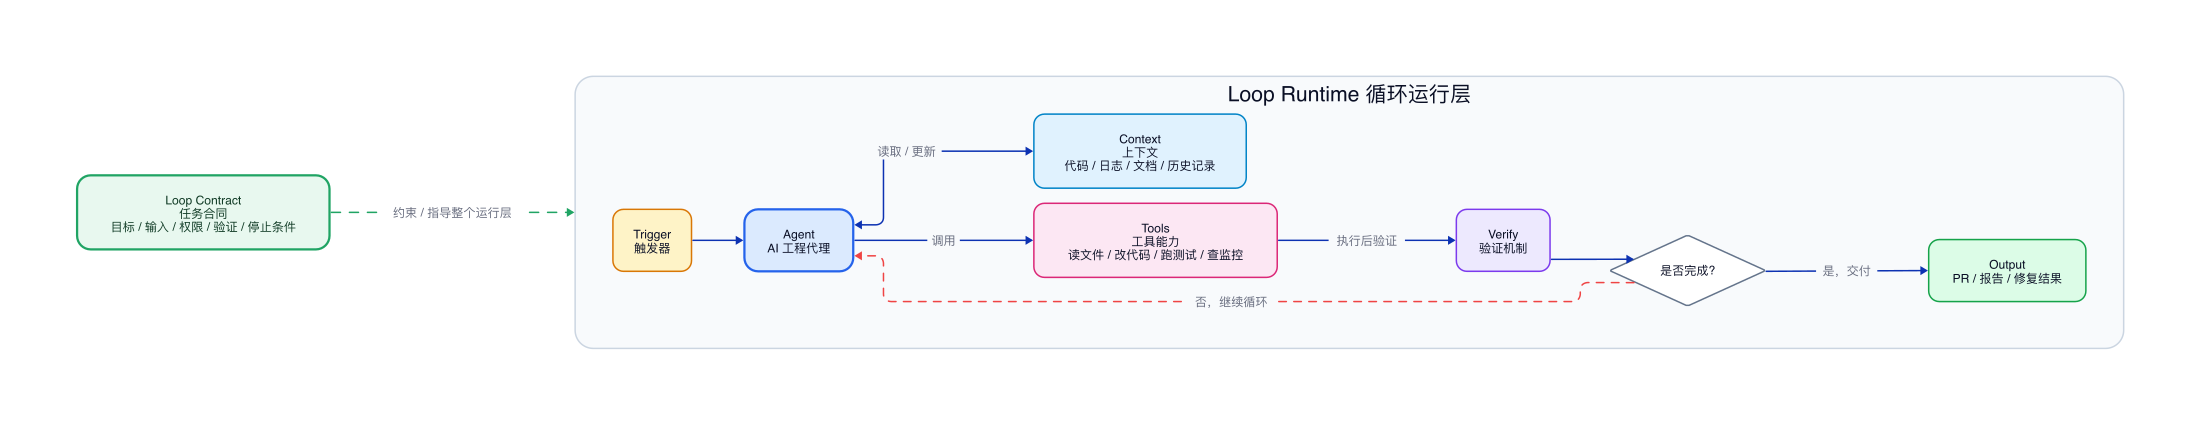 Loop Runtime 循环运行层
Loop Contract
任务合同
目标 / 输入 / 权限 / 验证 / 停止条件
约束 / 指导整个运行层
Trigger
触发器
Agent
AI 工程代理
读取 / 更新
Context
上下文
代码 / 日志 / 文档 / 历史记录
调用
Tools
工具能力
读文件 / 改代码 / 跑测试 / 查监控
执行后验证
Verify
验证机制
是否完成?
否，继续循环
是，交付
Output
PR / 报告 / 修复结果